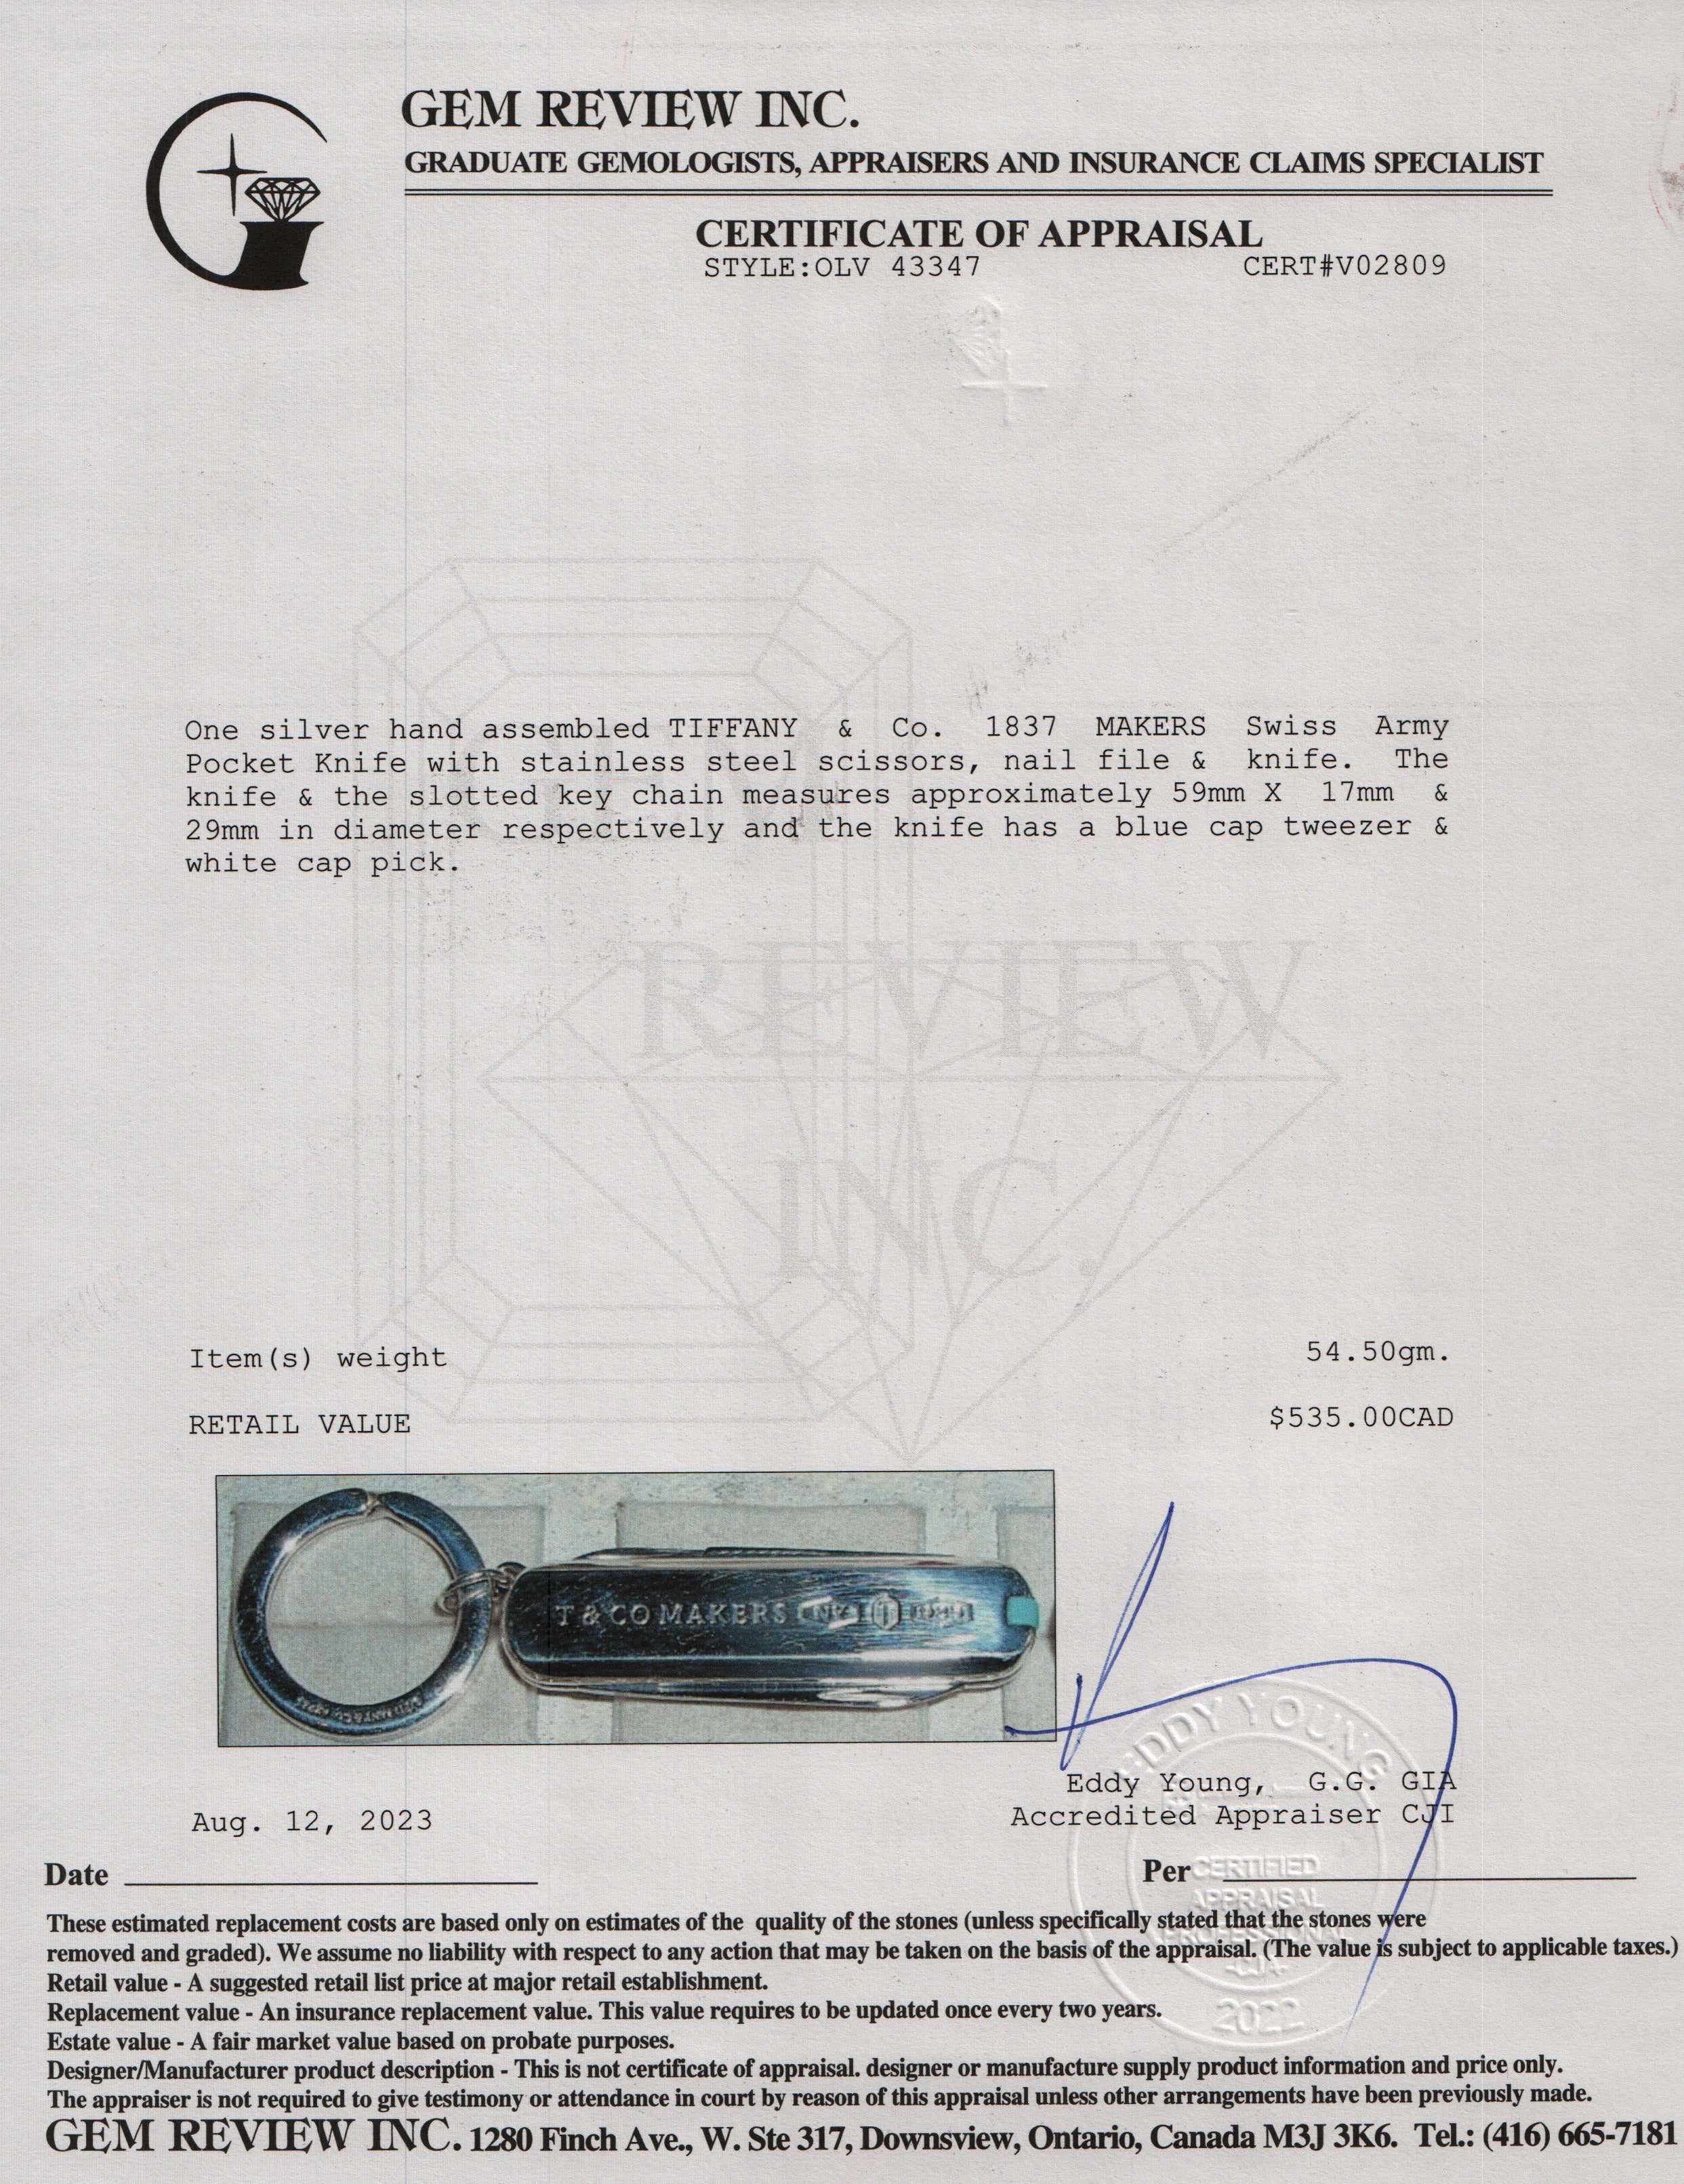 GEM REVIEW INC.
GRADUATE GEMOLOGISTS, APPRAISERS AND INSURANCE CLAIMS SPECIALIST
CERTIFICATE OF APPRAISAL
STYLE:OLV 43347 CERT#V02809
One silver hand assembled TIFFANY & Co. 1837 MAKERS Swiss Army
Pocket Knife with stainless steel scissors, nail file & knife. The
knife & the slotted key chain measures approximately 59mm X 17mm &
29mm in diameter respectively and the knife has a blue cap tweezer &
white cap pick.
REVIEW
INC.
Item(s) weight 54.50gm.
RETAIL VALUE $535.00CAD
T & CO MAKERS
EDDY YOUNG
Eddy Young, G.G. GIA
Accredited Appraiser CJI
Aug. 12, 2023
Date
Per
CERTIFIED
APPRAISAL
PROFESSIONAL
2022
These estimated replacement costs are based only on estimates of the quality of the stones (unless specifically stated that the stones were
removed and graded). We assume no liability with respect to any action that may be taken on the basis of the appraisal. (The value is subject to applicable taxes.)
Retail value - A suggested retail list price at major retail establishment.
Replacement value - An insurance replacement value. This value requires to be updated once every two years.
Estate value - A fair market value based on probate purposes.
Designer/Manufacturer product description - This is not certificate of appraisal. designer or manufacture supply product information and price only.
The appraiser is not required to give testimony or attendance in court by reason of this appraisal unless other arrangements have been previously made.
GEM REVIEW INC. 1280 Finch Ave., W. Ste 317, Downsview, Ontario, Canada M3J 3K6. Tel.: (416) 665-7181